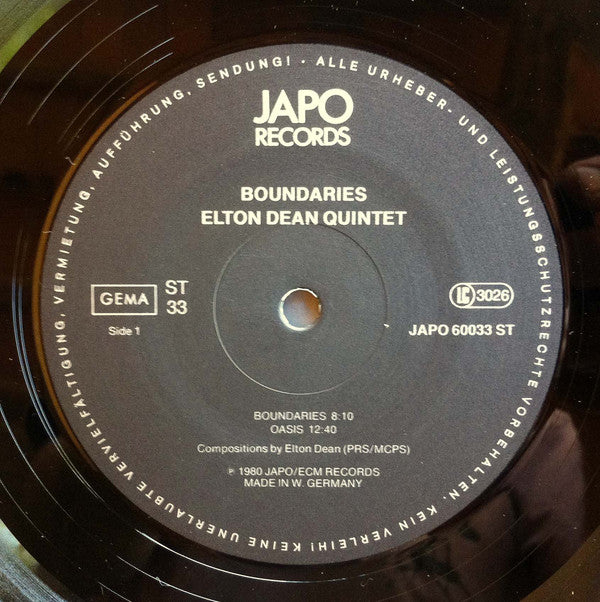 JAPO
RECORDS
BOUNDARIES
ELTON DEAN QUINTET
GEMA
ST
33
Side 1
LC 3026
JAPO 60033 ST
BOUNDARIES 8:10
OASIS 12:40
Compositions by Elton Dean (PRS/MCPS)
℗ 1980 JAPO/ECM RECORDS
MADE IN W. GERMANY
ALLE URHEBER- UND LEISTUNGSSCHUTZRECHTE VORBEHALTEN. KEIN VERLEIH! KEINE UNERLAUBTE VERVIELFÄLTIGUNG, VERMIETUNG, AUFFÜHRUNG, SENDUNG! ·